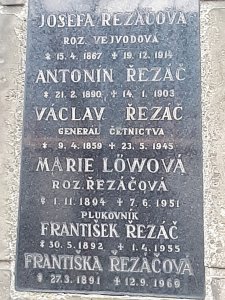 JOSEFA ŘEZÁČOVÁ
ROZ. VEJVODOVÁ
* 15. 4. 1867 ✝ 19. 12. 1914
ANTONÍN ŘEZÁČ
* 21. 2. 1890 ✝ 14. 1. 1903
VÁCLAV ŘEZÁČ
GENERÁL ČETNICTVA
* 9. 4. 1859 ✝ 23. 5. 1945
MARIE LÖWOVÁ
ROZ. ŘEZÁČOVÁ
* 1. 11. 1894 ✝ 7. 6. 1951
PLUKOVNÍK
FRANTIŠEK ŘEZÁČ
* 30. 5. 1892 ✝ 1. 4. 1955
FRANTIŠKA ŘEZÁČOVÁ
* 27. 3. 1891 ✝ 12. 9. 1969